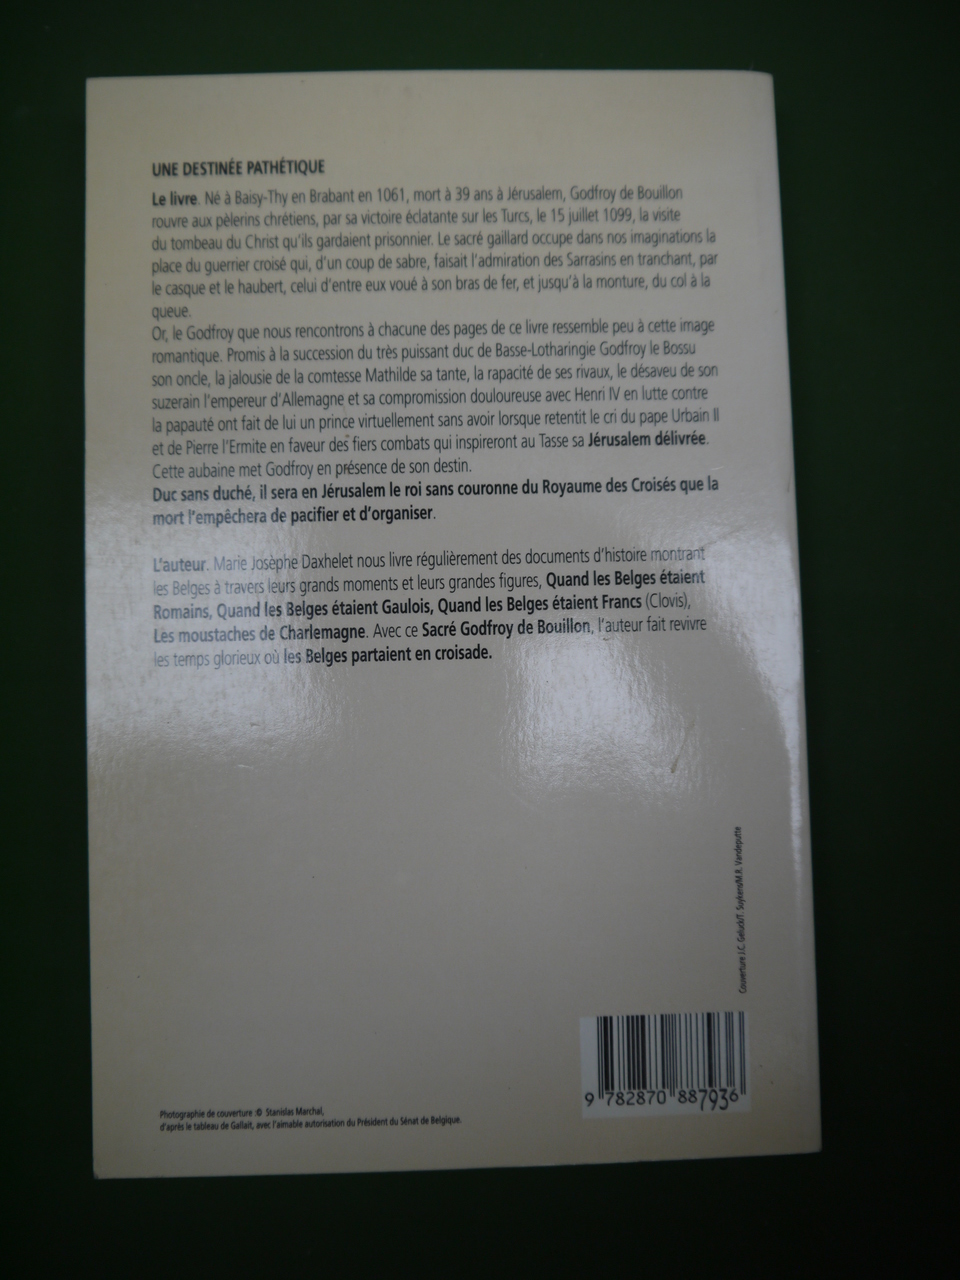 UNE DESTINÉE PATHÉTIQUE
Le livre. Né à Baisy-Thy en Brabant en 1061, mort à 39 ans à Jérusalem, Godfroy de Bouillon
rouvre aux pèlerins chrétiens, par sa victoire éclatante sur les Turcs, le 15 juillet 1099, la visite
du tombeau du Christ qu'ils gardaient prisonnier. Le sacré gaillard occupe dans nos imaginations la
place du guerrier croisé qui, d'un coup de sabre, faisait l'admiration des Sarrasins en tranchant, par
le casque et le haubert, celui d'entre eux voué à son bras de fer, et jusqu'à la monture, du col à la
queue.
Or, le Godfroy que nous rencontrons à chacune des pages de ce livre ressemble peu à cette image
romantique. Promis à la succession du très puissant duc de Basse-Lotharingie Godfroy le Bossu
son oncle, la jalousie de la comtesse Mathilde sa tante, la rapacité de ses rivaux, le désaveu de son
suzerain l'empereur d'Allemagne et sa compromission douloureuse avec Henri IV en lutte contre
la papauté ont fait de lui un prince virtuellement sans avoir lorsque retentit le cri du pape Urbain II
et de Pierre l'Ermite en faveur des fiers combats qui inspireront au Tasse sa Jérusalem délivrée.
Cette aubaine met Godfroy en présence de son destin.
Duc sans duché, il sera en Jérusalem le roi sans couronne du Royaume des Croisés que la
mort l'empêchera de pacifier et d'organiser.
L'auteur. Marie Josèphe Daxhelet nous livre régulièrement des documents d'histoire montrant
les Belges à travers leurs grands moments et leurs grandes figures, Quand les Belges étaient
Romains, Quand les Belges étaient Gaulois, Quand les Belges étaient Francs (Clovis),
Les moustaches de Charlemagne. Avec ce Sacré Godfroy de Bouillon, l'auteur fait revivre
les temps glorieux où les Belges partaient en croisade.
Couverture J.C. Geluck/T. Suykens/M.R. Vandeputte
Photographie de couverture :© Stanislas Marchal,
d'après le tableau de Gallait, avec l'aimable autorisation du Président du Sénat de Belgique.
9 782870 887936